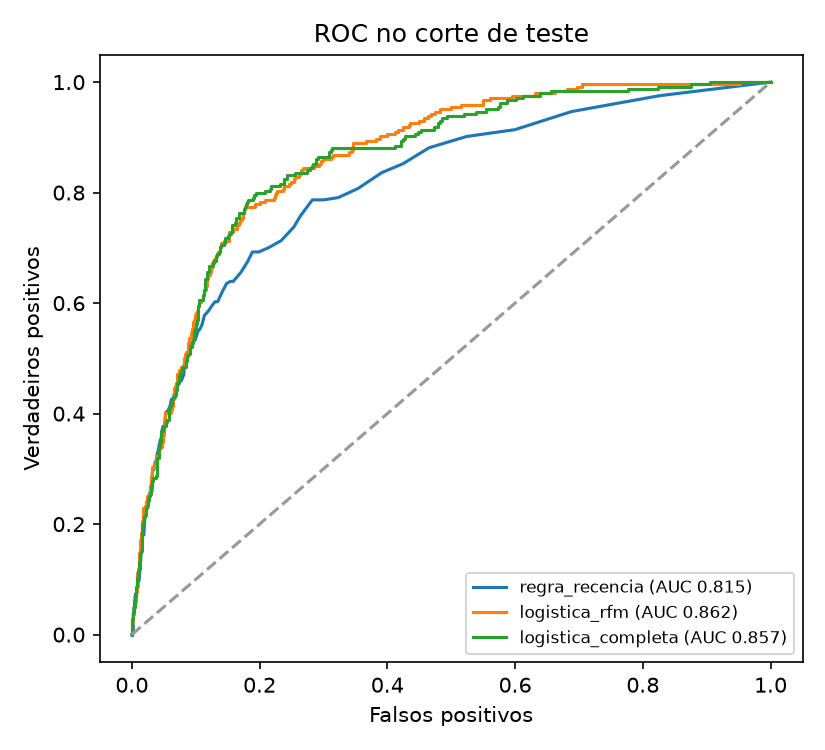 ROC no corte de teste
Verdadeiros positivos
1.0
0.8
0.6
0.4
0.2
0.0
regra_recencia (AUC 0.815)
logistica_rfm (AUC 0.862)
logistica_completa (AUC 0.857)
0.0 0.2 0.4 0.6 0.8 1.0
Falsos positivos